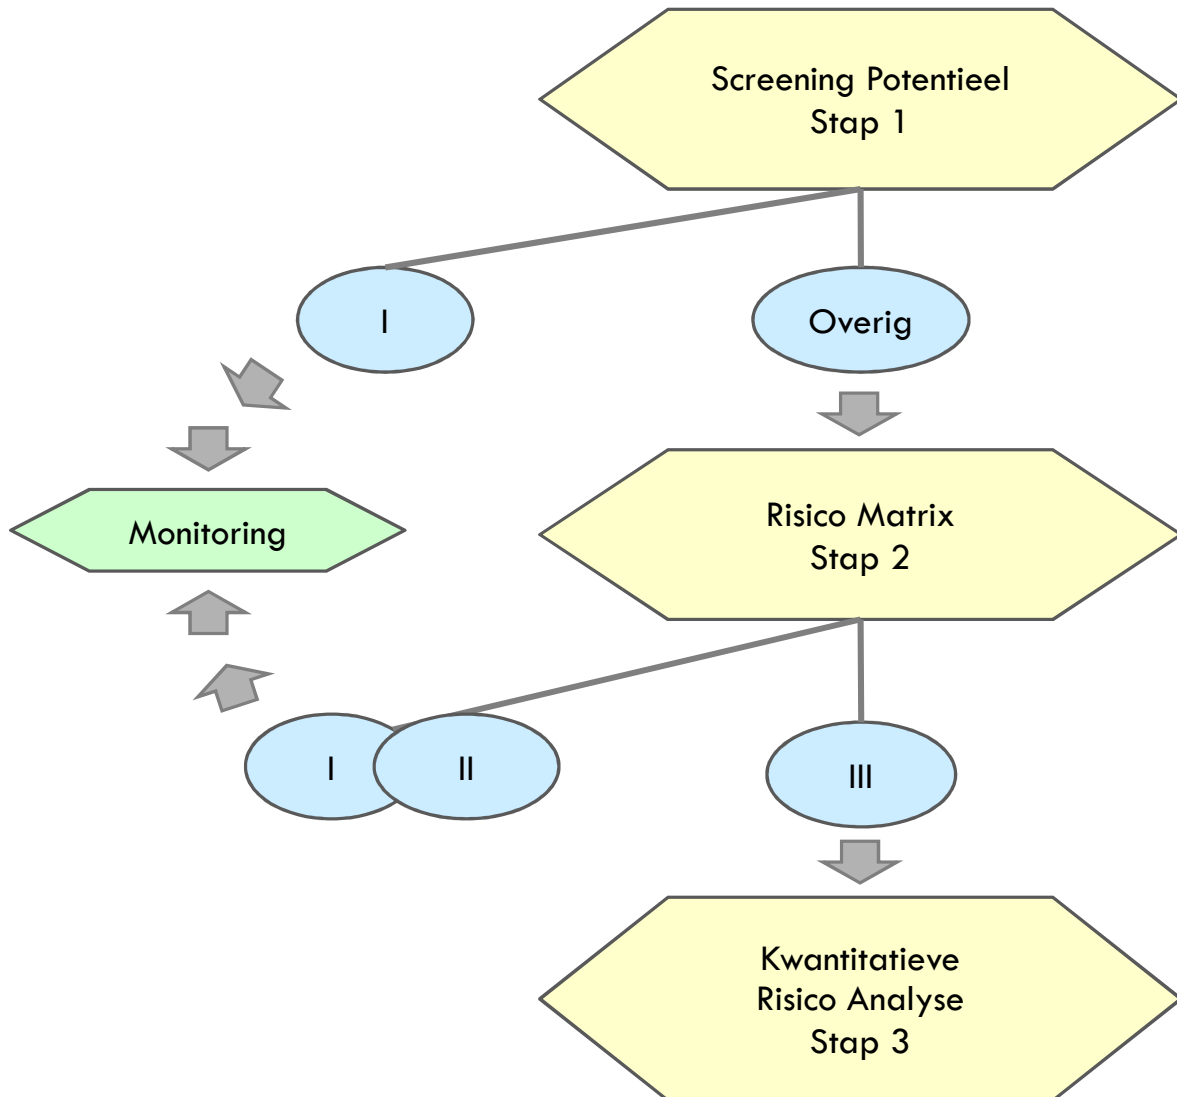 Screening Potentieel
Stap 1
I
Overig
Monitoring
Risico Matrix
Stap 2
I
II
III
Kwantitatieve
Risico Analyse
Stap 3